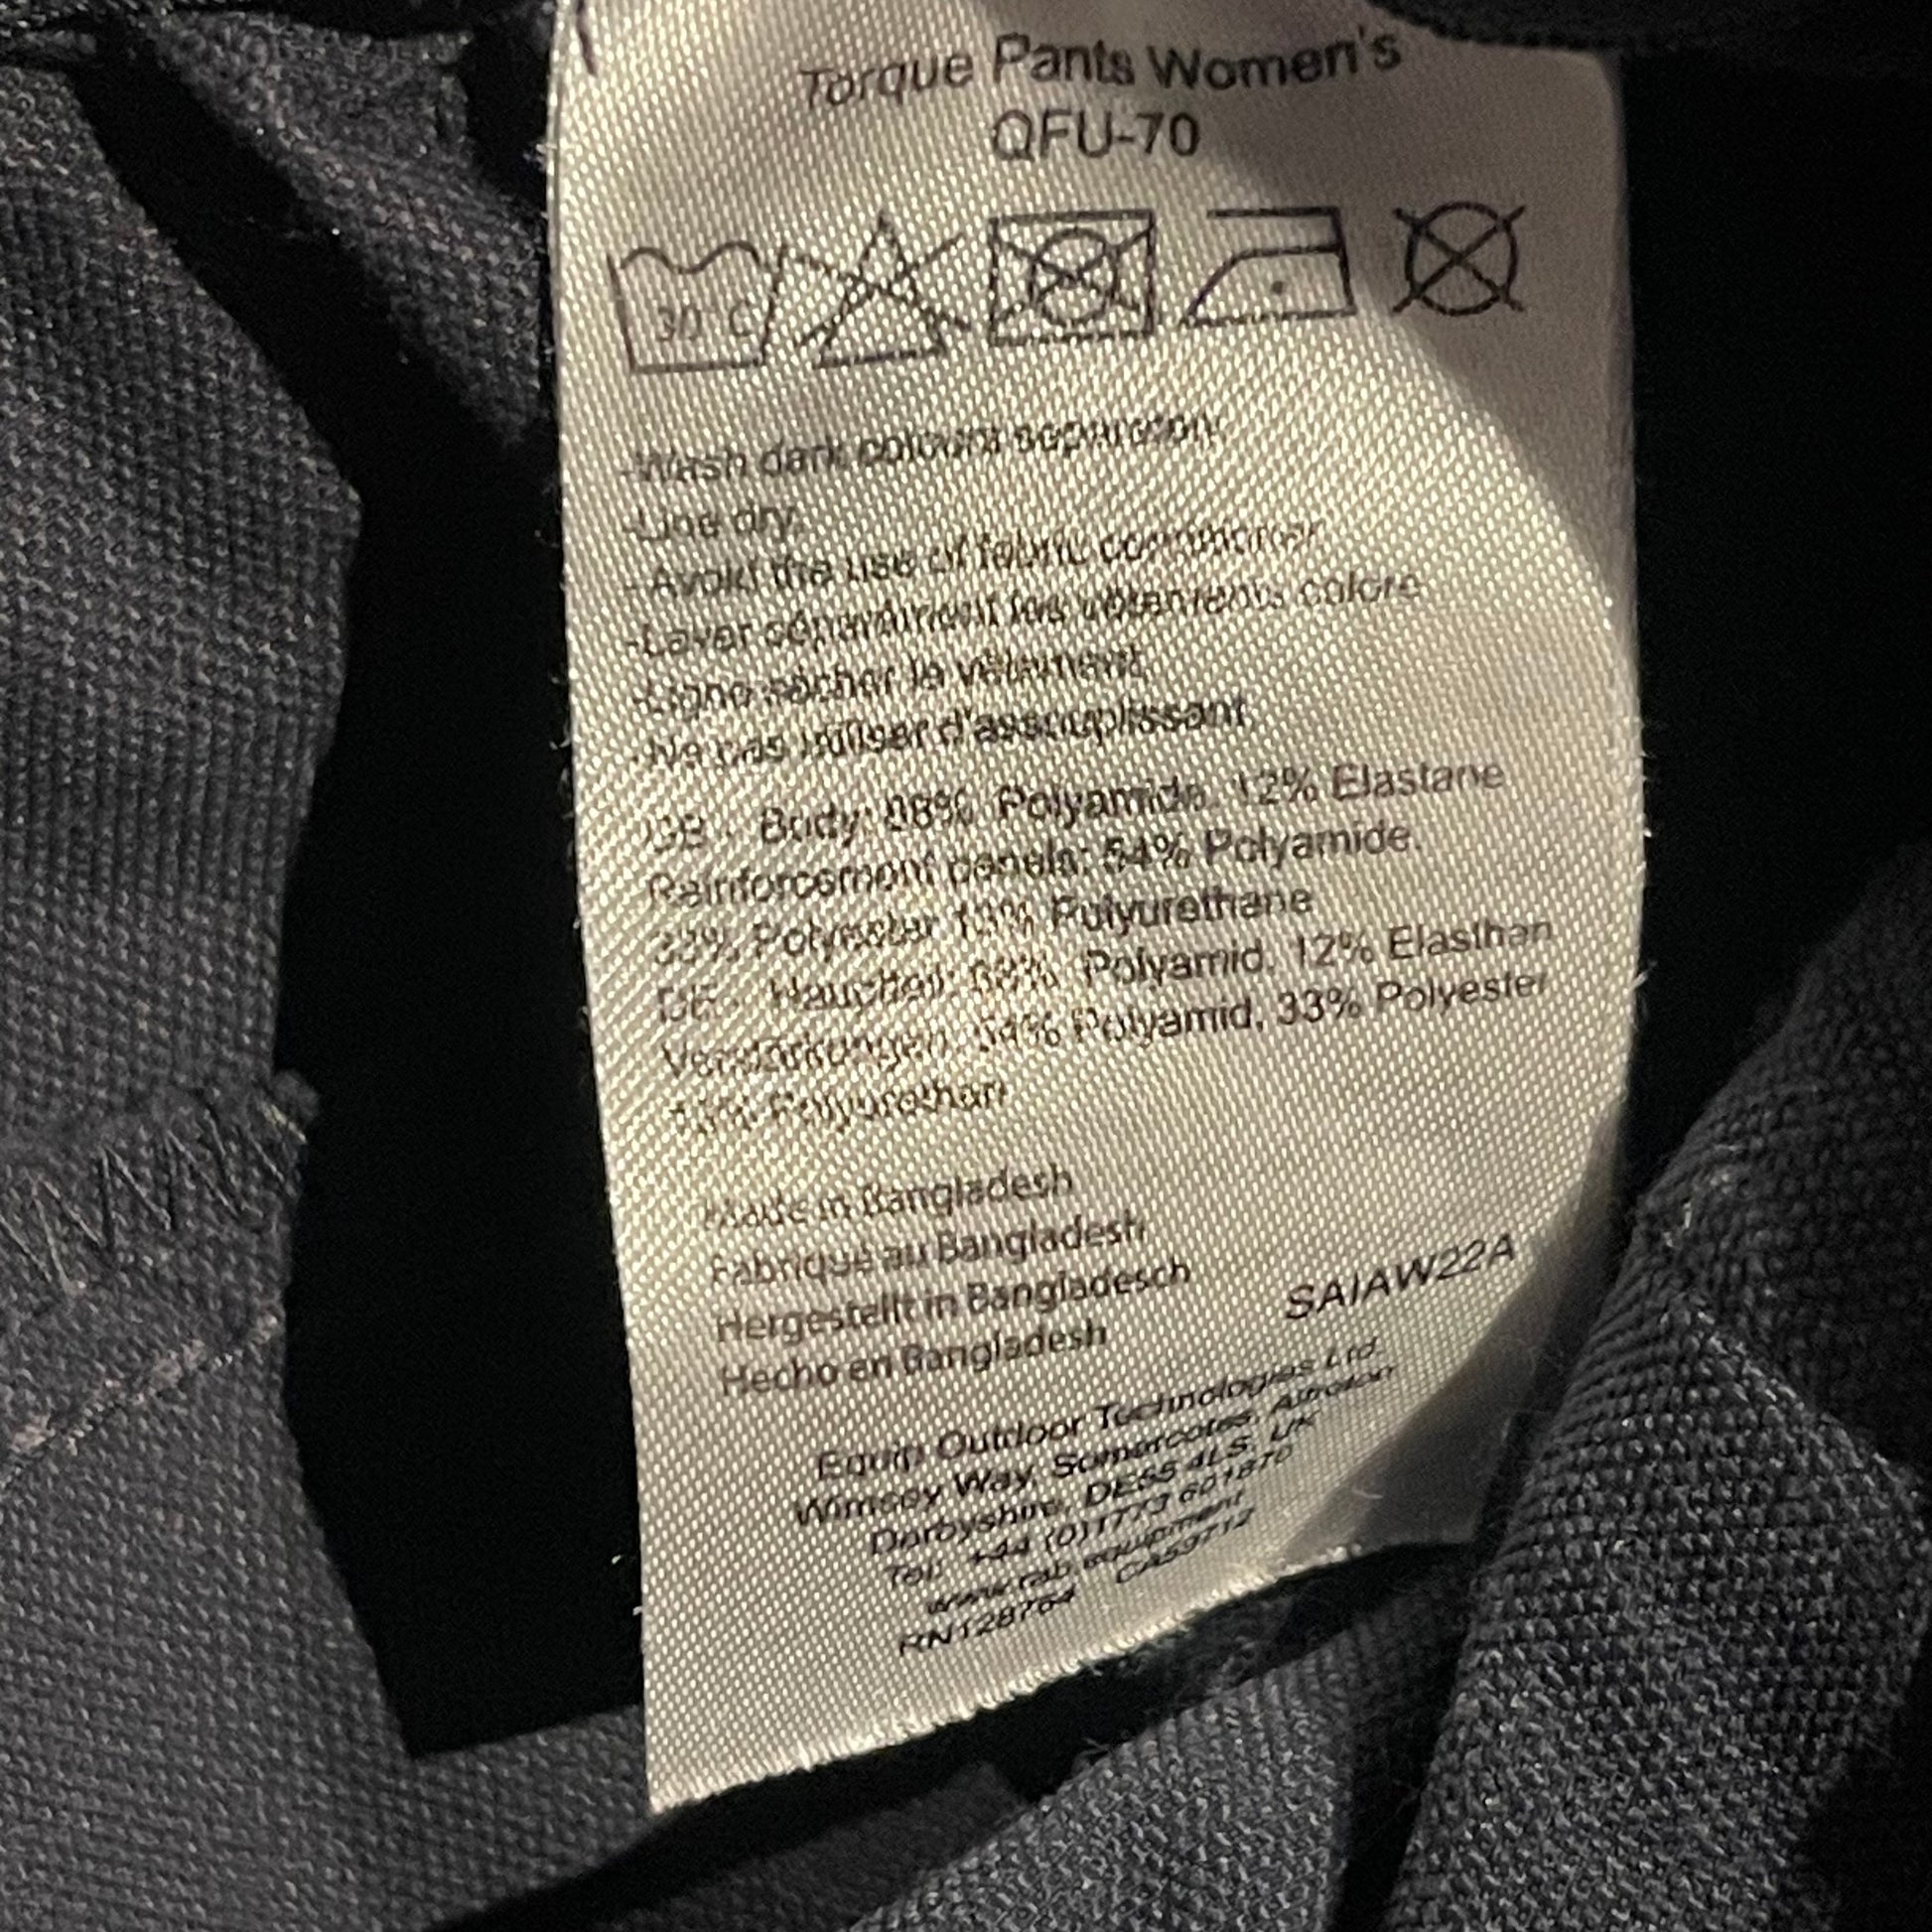 Torque Pants Women's
QFU-70
30°C
-Wash dark colours separately
-Line dry.
-Avoid the use of fabric conditioner
-Laver séparément les vêtements colore
-Ligne sécher le vêtement
-Ne pas utiliser d'assouplissant
GB - Body: 88% Polyamide, 12% Elastane
Reinforcement panels: 54% Polyamide,
33% Polyester 13% Polyurethane
DE - 88% Polyamid, 12% Elasthan
Verstärkungen: 54% Polyamid, 33% Polyester
13% Polyurethan
Made in Bangladesh
Fabriqué au Bangladesh
Hergestellt in Bangladesch
Hecho en Bangladesh
SAIAW22A
Equip Outdoor Technologies Ltd.
Wimsey Way, Somercotes, Alfreton
Derbyshire, DE55 4LS, UK
Tel: +44 (0)1773 601870
www.rab.equipment
RN128764 CA53712